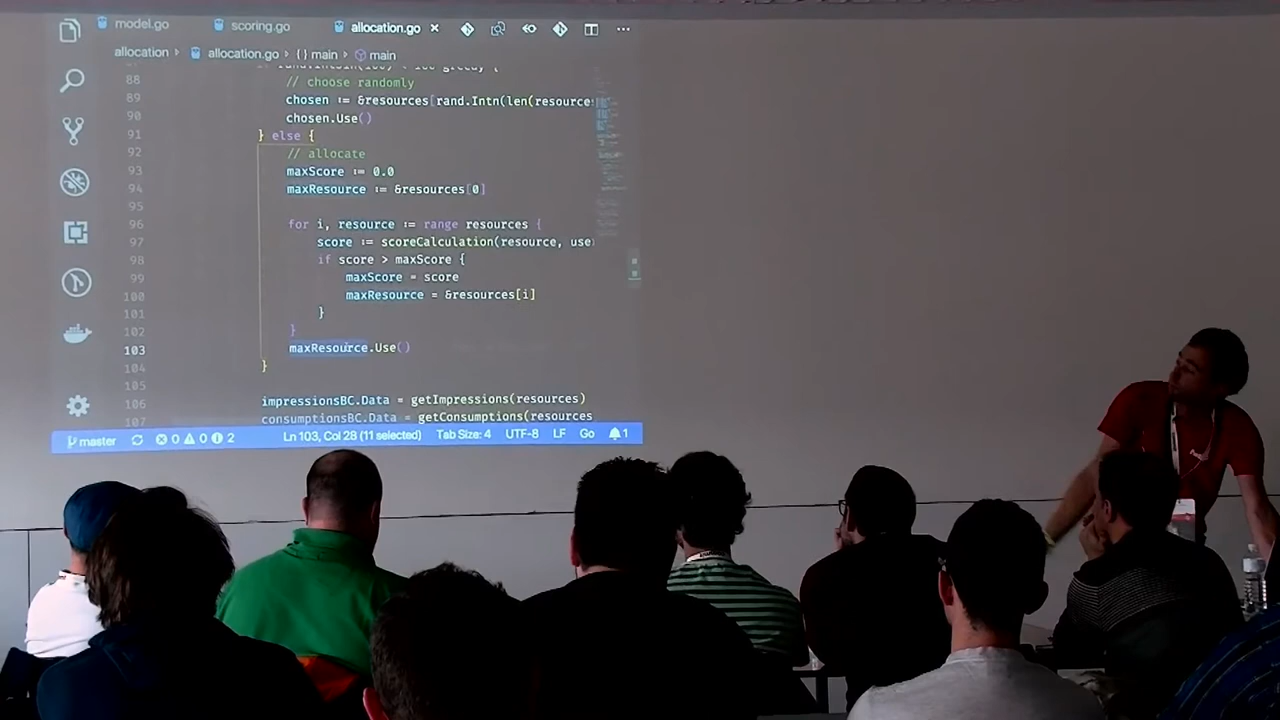 model.go scoring.go allocation.go ×
allocation > allocation.go > {} main > main
88 // choose randomly
89 chosen := &resources[rand.Intn(len(resource
90 chosen.Use()
91 } else {
92 // allocate
93 maxScore := 0.0
94 maxResource := &resources[0]
95
96 for i, resource := range resources {
97 score := scoreCalculation(resource, use
98 if score > maxScore {
99 maxScore = score
100 maxResource = &resources[i]
101 }
102 }
103 maxResource.Use()
104 }
105
106 impressionsBC.Data = getImpressions(resources)
107 consumptionsBC.Data = getConsumptions(resources
master 0 0 2 Ln 103, Col 28 (11 selected) Tab Size: 4 UTF-8 LF Go 1